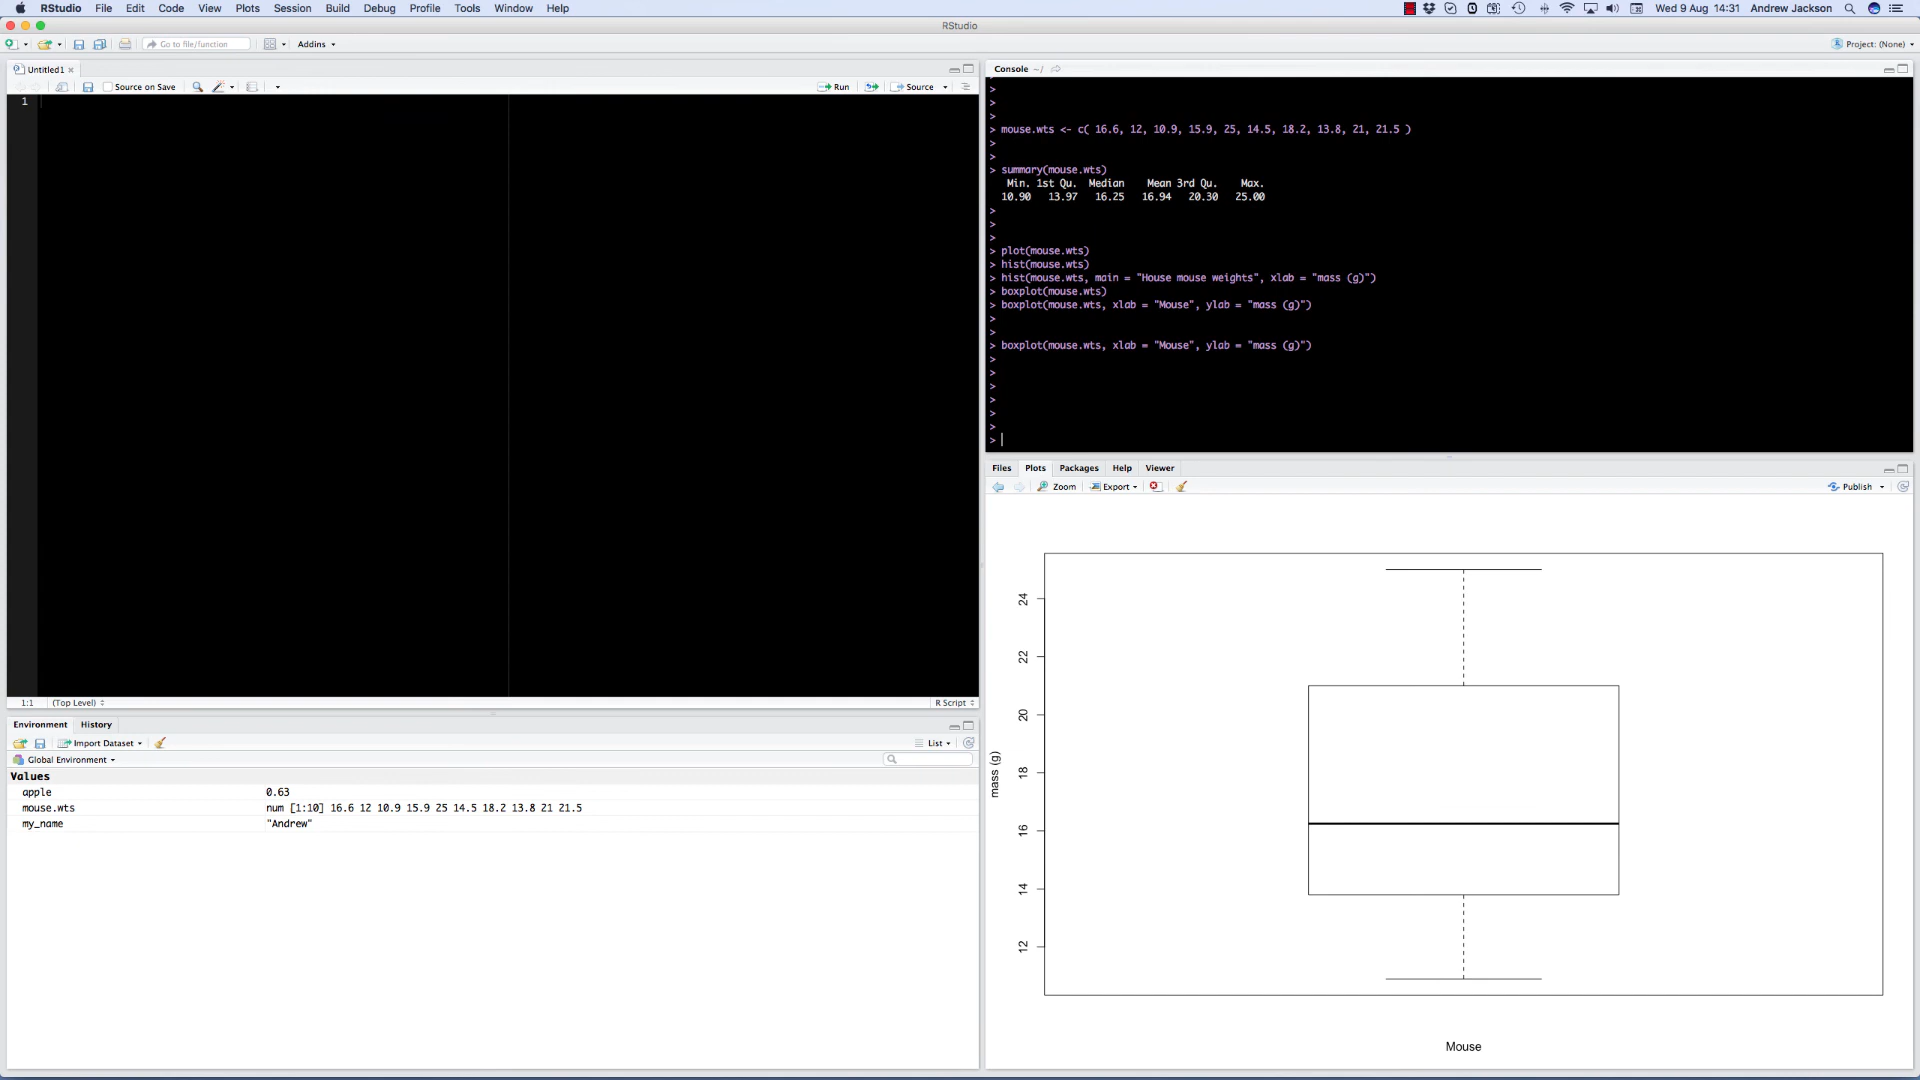 RStudio File Edit Code View Plots Session Build Debug Profile Tools Window Help
Wed 9 Aug 14:31 Andrew Jackson
RStudio
Go to file/function Addins
Project: (None)
Untitled1
Source on Save Run Source
1
1:1 (Top Level) R Script
Console ~/
>
>
>
> mouse.wts <- c( 16.6, 12, 10.9, 15.9, 25, 14.5, 18.2, 13.8, 21, 21.5 )
>
>
> summary(mouse.wts)
Min. 1st Qu. Median Mean 3rd Qu. Max.
10.90 13.97 16.25 16.94 20.30 25.00
>
>
>
> plot(mouse.wts)
> hist(mouse.wts)
> hist(mouse.wts, main = "House mouse weights", xlab = "mass (g)")
> boxplot(mouse.wts)
> boxplot(mouse.wts, xlab = "Mouse", ylab = "mass (g)")
>
>
> boxplot(mouse.wts, xlab = "Mouse", ylab = "mass (g)")
>
>
>
>
>
>
>
Environment History
Import Dataset List
Global Environment
Values
apple 0.63
mouse.wts num [1:10] 16.6 12 10.9 15.9 25 14.5 18.2 13.8 21 21.5
my_name "Andrew"
Files Plots Packages Help Viewer
Zoom Export Publish
24
22
20
18
16
14
12
mass (g)
Mouse